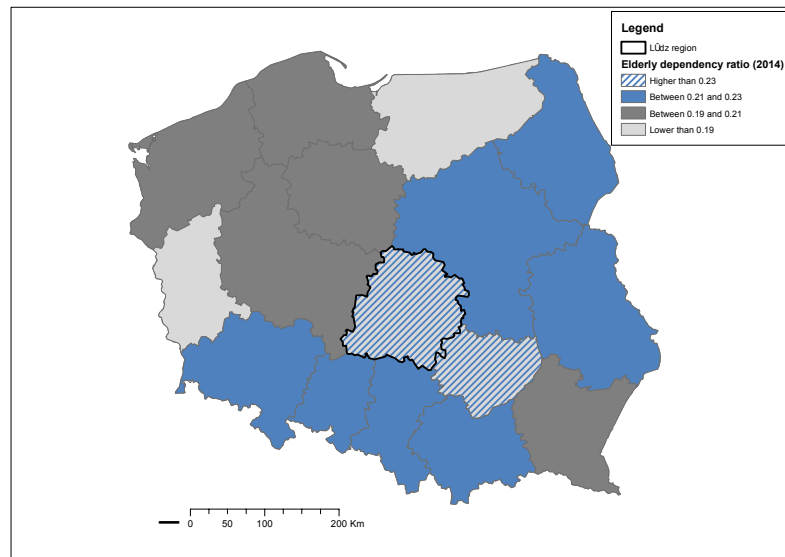 Legend
Lûdz region
Elderly dependency ratio (2014)
Higher than 0.23
Between 0.21 and 0.23
Between 0.19 and 0.21
Lower than 0.19
0 50 100 200 Km